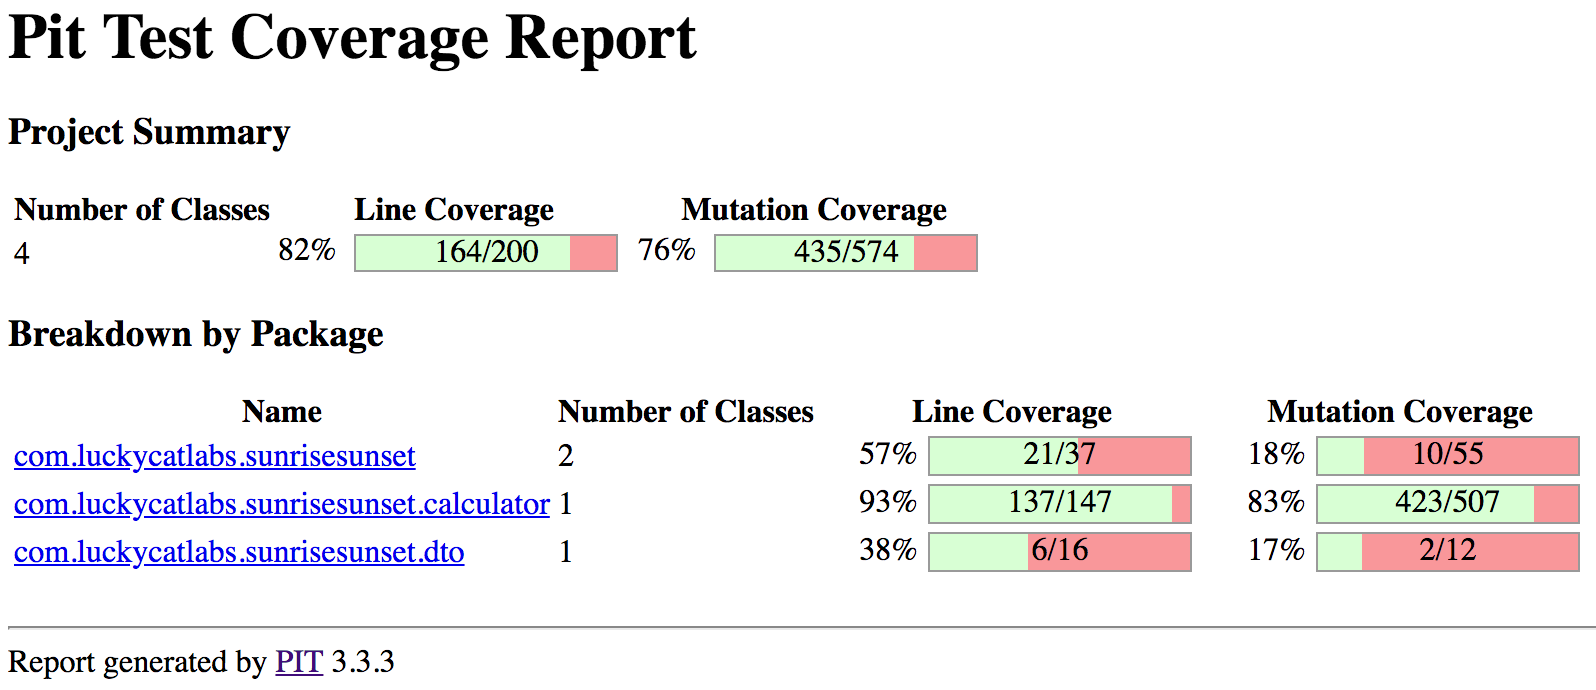 Pit Test Coverage Report
Project Summary
Number of Classes Line Coverage Mutation Coverage
4 82% 164/200 76% 435/574
Breakdown by Package
Name Number of Classes Line Coverage Mutation Coverage
com.luckycatlabs.sunrisesunset 2 57% 21/37 18% 10/55
com.luckycatlabs.sunrisesunset.calculator 1 93% 137/147 83% 423/507
com.luckycatlabs.sunrisesunset.dto 1 38% 6/16 17% 2/12
Report generated by PIT 3.3.3